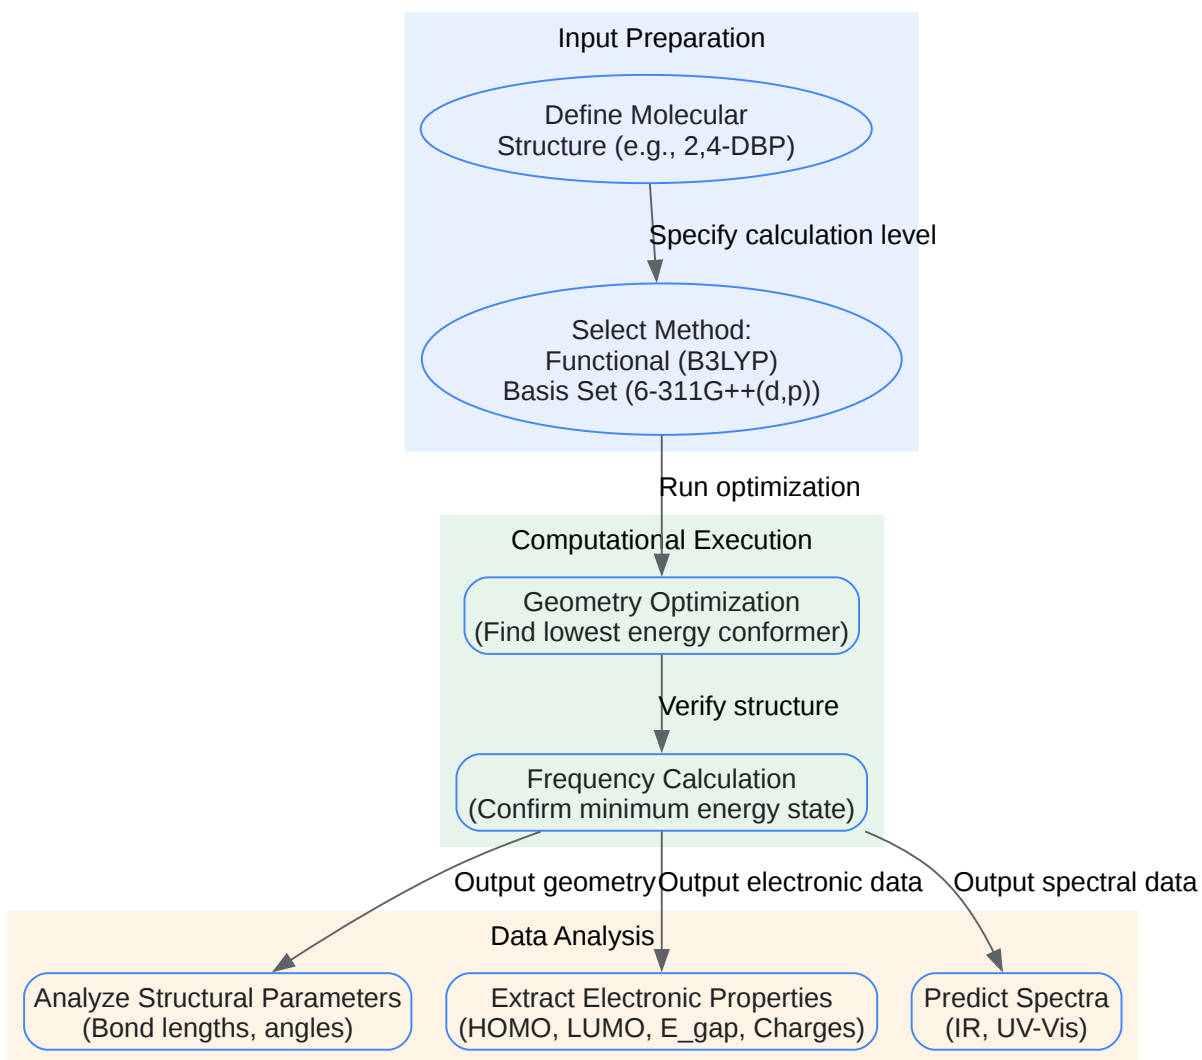 Input Preparation
Define Molecular
Structure (e.g., 2,4-DBP)
Specify calculation level
Select Method:
Functional (B3LYP)
Basis Set (6-311G++(d,p))
Run optimization
Computational Execution
Geometry Optimization
(Find lowest energy conformer)
Verify structure
Frequency Calculation
(Confirm minimum energy state)
Output geometry
Output electronic data
Output spectral data
Data Analysis
Analyze Structural Parameters
(Bond lengths, angles)
Extract Electronic Properties
(HOMO, LUMO, E_gap, Charges)
Predict Spectra
(IR, UV-Vis)